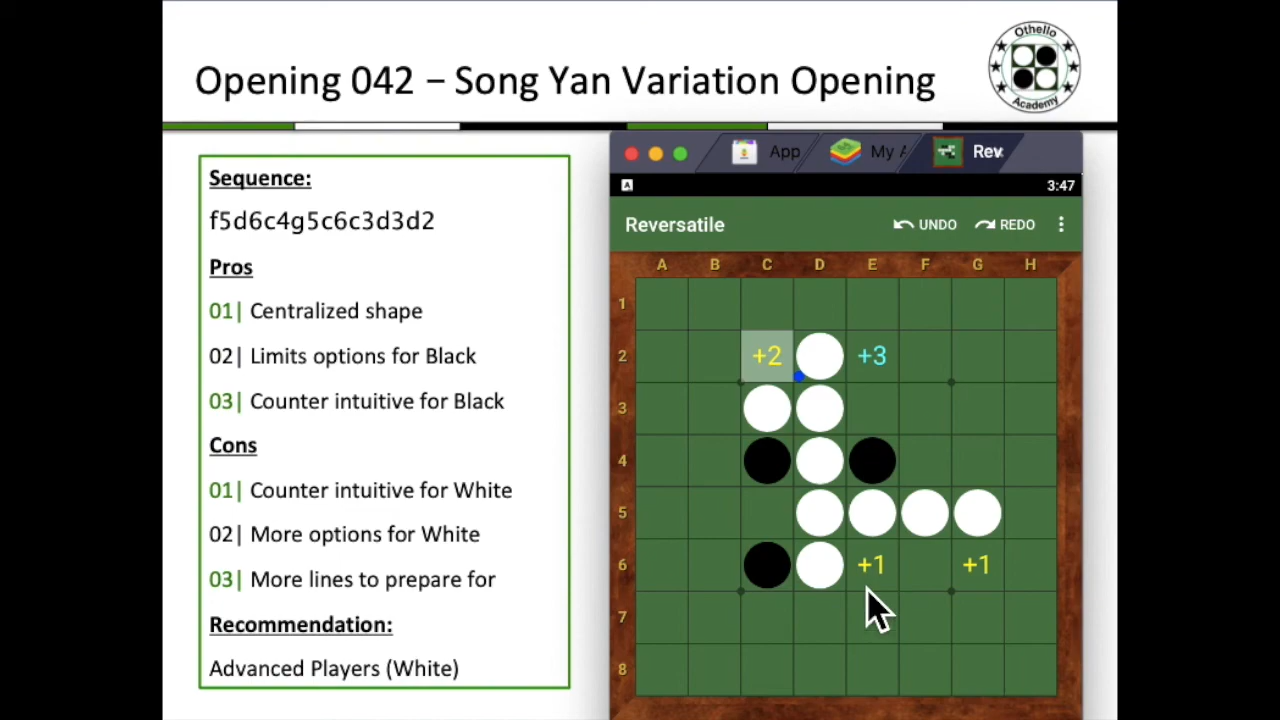 Opening 042 – Song Yan Variation Opening
Othello
Academy
Sequence:
f5d6c4g5c6c3d3d2
Pros
01| Centralized shape
02| Limits options for Black
03| Counter intuitive for Black
Cons
01| Counter intuitive for White
02| More options for White
03| More lines to prepare for
Recommendation:
Advanced Players (White)
App
My A
Rev
A
3:47
Reversatile
UNDO
REDO
A B C D E F G H
1
2 +2 +3
3
4
5
6 +1 +1
7
8